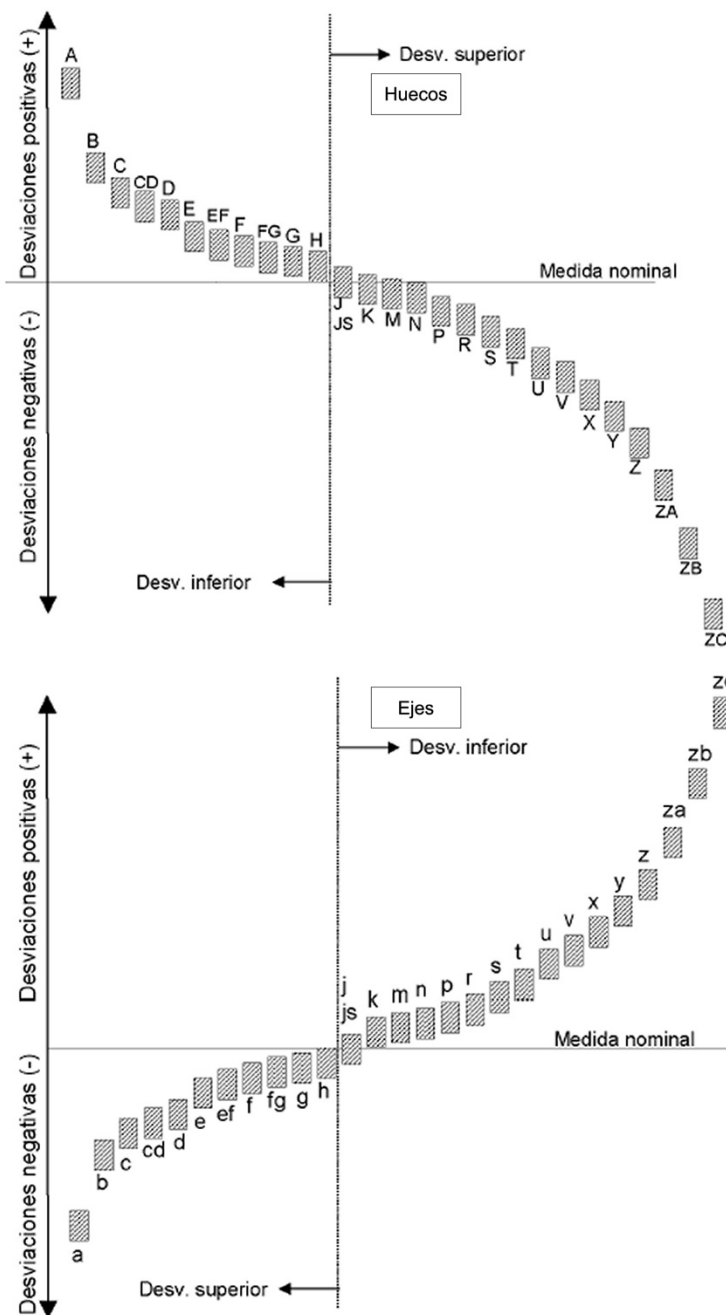 Desviaciones positivas (+)
Desviaciones negativas (-)
Desv. superior
Huecos
A
B
C
CD
D
E
EF
F
FG
G
H
Medida nominal
J
JS
K
M
N
P
R
S
T
U
V
X
Y
Z
ZA
ZB
ZC
Desv. inferior
Desviaciones positivas (+)
Desviaciones negativas (-)
Ejes
Desv. inferior
zc
zb
za
z
y
x
v
u
t
s
r
p
n
m
k
j
js
Medida nominal
h
g
fg
f
ef
e
d
cd
c
b
a
Desv. superior